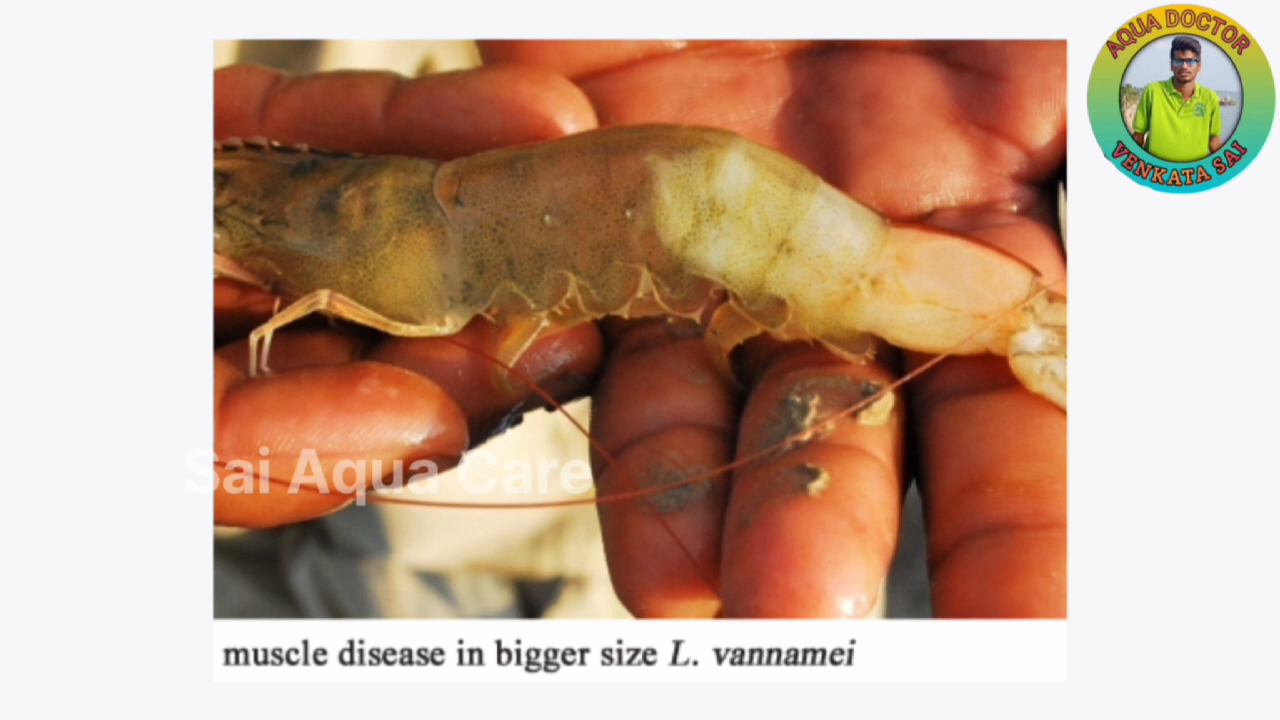 AQUA DOCTOR
VENKATA SAI
Sai Aqua Care
muscle disease in bigger size L. vannamei